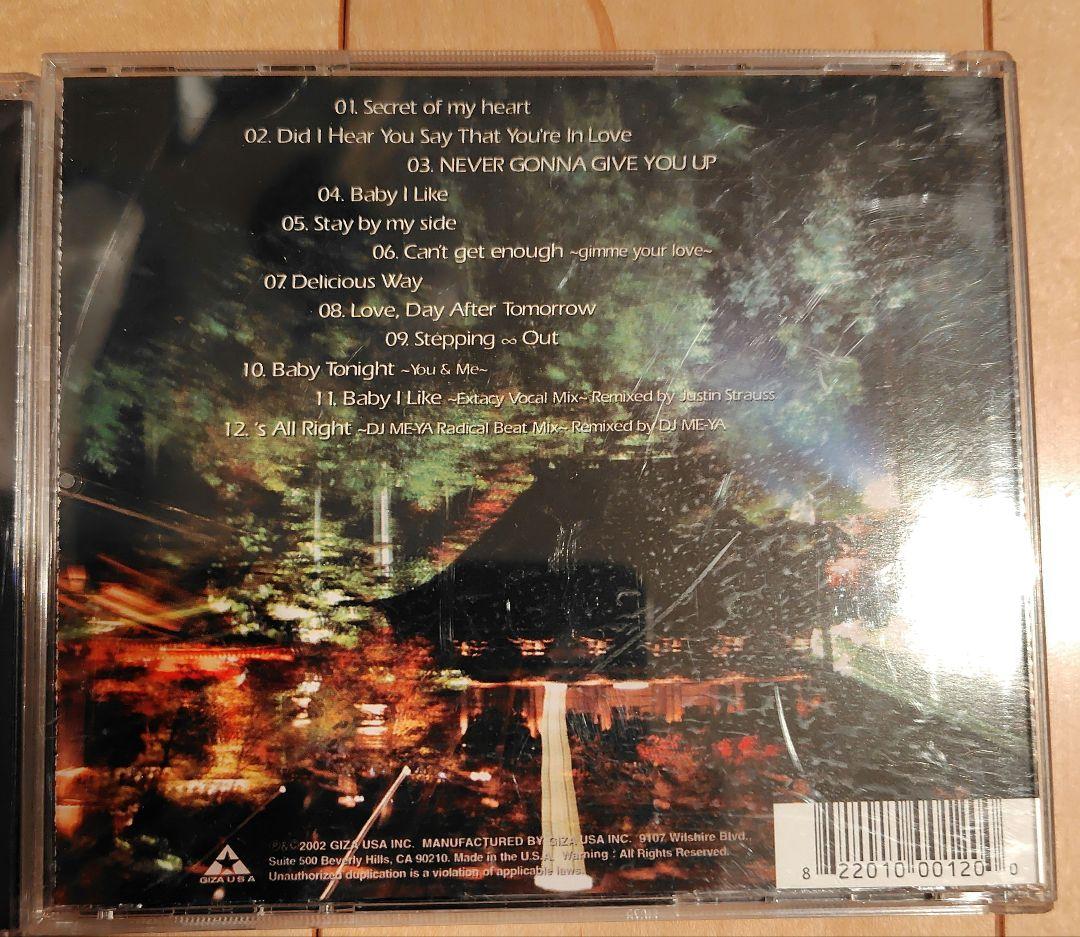 01. Secret of my heart
02. Did I Hear You Say That You're In Love
03. NEVER GONNA GIVE YOU UP
04. Baby I Like
05. Stay by my side
06. Can't get enough ~gimme your love~
07. Delicious Way
08. Love, Day After Tomorrow
09. Stepping ∞ Out
10. Baby Tonight ~You & Me~
11. Baby I Like ~Extacy Vocal Mix~ Remixed by Justin Strauss
12. 's All Right ~DJ ME-YA Radical Beat Mix~ Remixed by DJ ME-YA
℗&©2002 GIZA USA INC. MANUFACTURED BY GIZA USA INC. 9107 Wilshire Blvd.
Suite 500 Beverly Hills, CA 90210. Made in the U.S.A. Warning : All Rights Reserved.
Unauthorized duplication is a violation of applicable laws.
GIZA USA
8 22010 00120 0